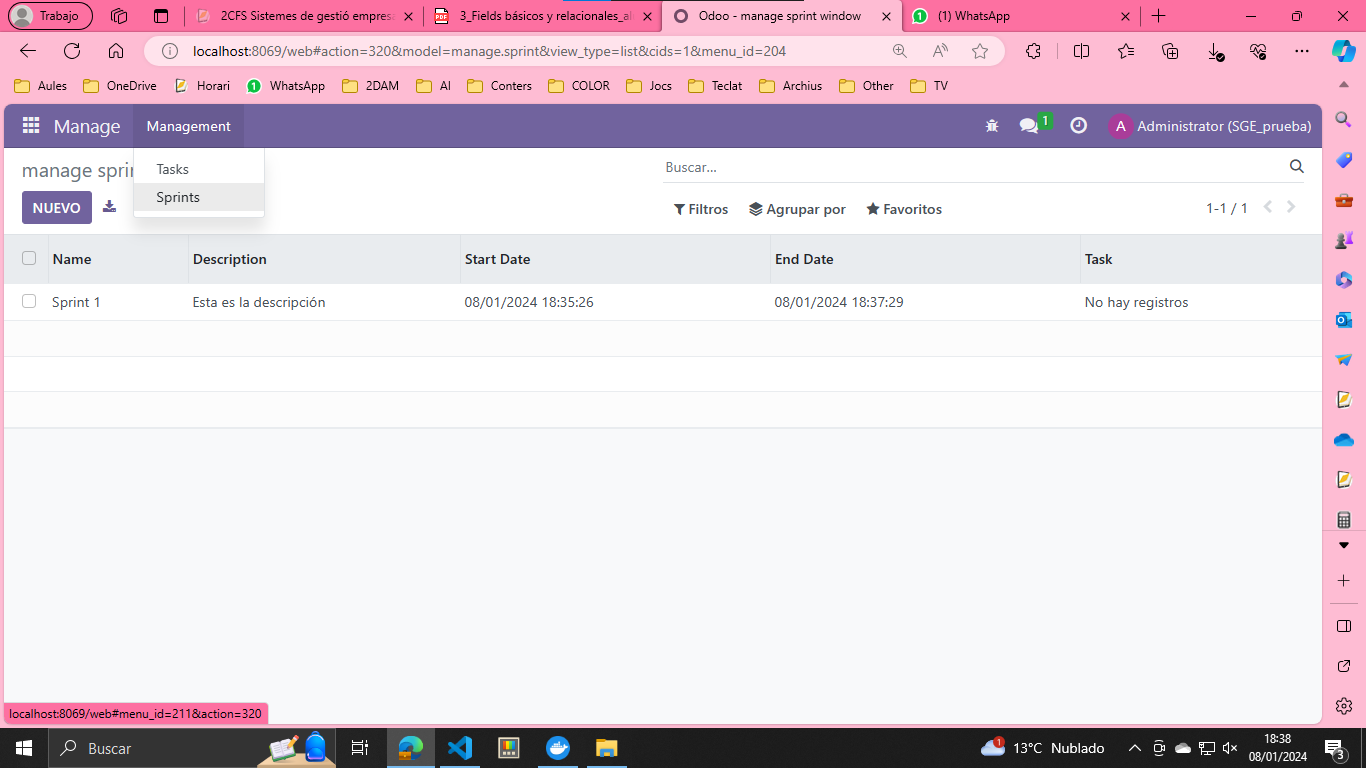 Trabajo
2CFS Sistemes de gestió empresa
3_Fields básicos y relacionales_al
Odoo - manage sprint window
(1) WhatsApp
localhost:8069/web#action=320&model=manage.sprint&view_type=list&cids=1&menu_id=204
Aules
OneDrive
Horari
WhatsApp
2DAM
AI
Conters
COLOR
Jocs
Teclat
Archius
Other
TV
Manage
Management
1
A
Administrator (SGE_prueba)
manage sprin
Tasks
Sprints
Buscar...
NUEVO
Filtros
Agrupar por
Favoritos
1-1 / 1
Name
Description
Start Date
End Date
Task
Sprint 1
Esta es la descripción
08/01/2024 18:35:26
08/01/2024 18:37:29
No hay registros
localhost:8069/web#menu_id=211&action=320
Buscar
1
13°C Nublado
18:38
08/01/2024
3